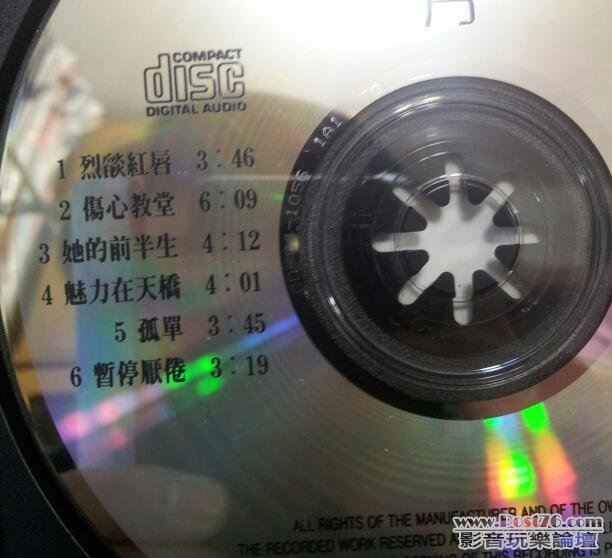 COMPACT
disc
DIGITAL AUDIO
1 烈燄紅唇 3：46
2 傷心教堂 6：09
3 她的前半生 4：12
4 魅力在天橋 4：01
5 孤單 3：45
6 暫停厭倦 3：19
1056 1A1
ALL RIGHTS OF THE MANUFACTURER AND OF THE OW
THE RECORDED WORK RESERVED
www.Post76.com
影音玩樂論壇